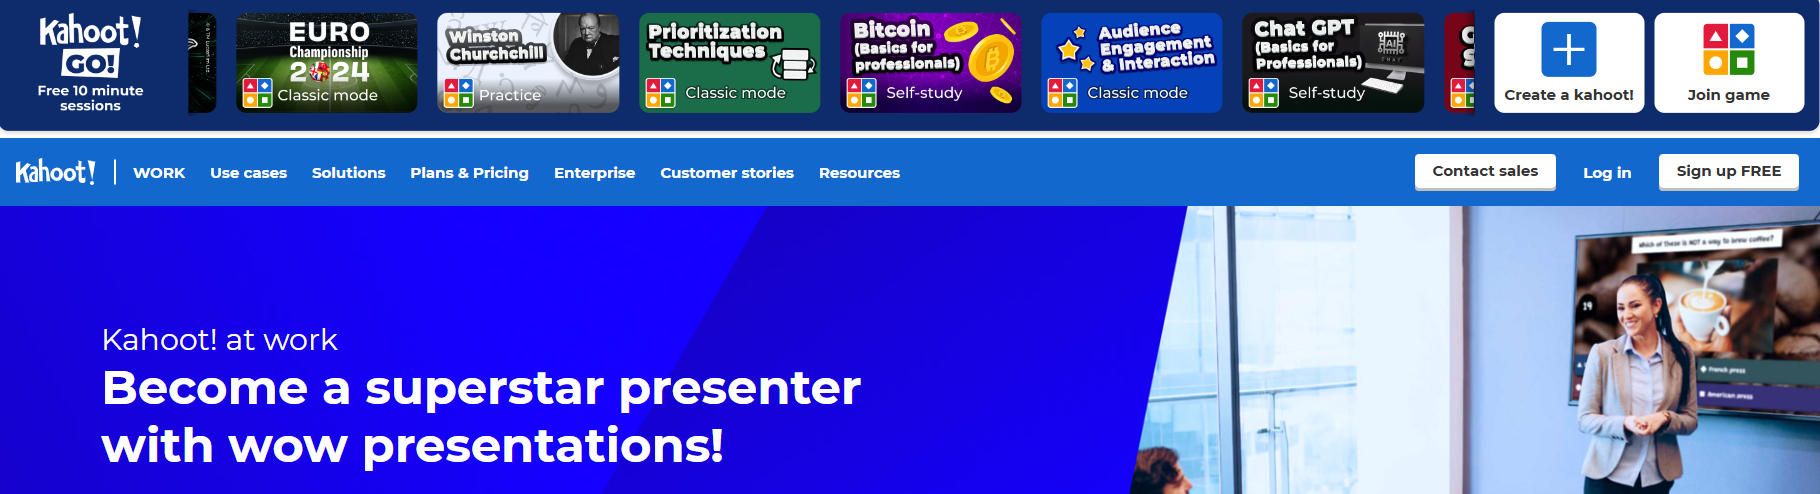 Kahoot!
GO!
Free 10 minute
sessions
EURO
Championship
2024
Classic mode
Winston
Churchchill
Practice
Prioritization
Techniques
Classic mode
Bitcoin
(Basics for
professionals)
Self-study
Audience
Engagement
& Interaction
Classic mode
Chat GPT
(Basics for
Professionals)
AI
CHAT
Self-study
Create a kahoot!
Join game
Kahoot! WORK Use cases Solutions Plans & Pricing Enterprise Customer stories Resources Contact sales Log in Sign up FREE
Kahoot! at work
Become a superstar presenter
with wow presentations!
Which of these is NOT a way to brew coffee?
19
French press
American press